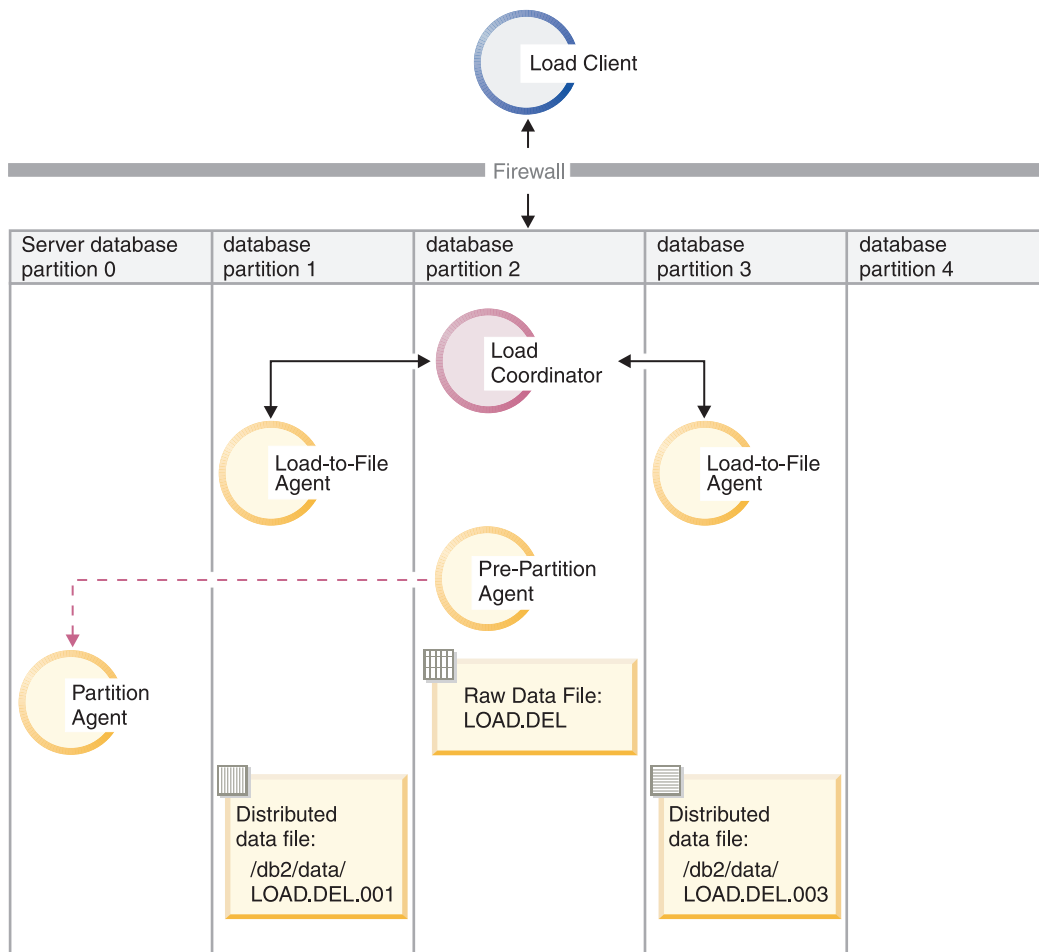 Load Client
Firewall
Server database
partition 0
database
partition 1
database
partition 2
database
partition 3
database
partition 4
Load
Coordinator
Load-to-File
Agent
Load-to-File
Agent
Pre-Partition
Agent
Partition
Agent
Raw Data File:
LOAD.DEL
Distributed
data file:
/db2/data/
LOAD.DEL.001
Distributed
data file:
/db2/data/
LOAD.DEL.003